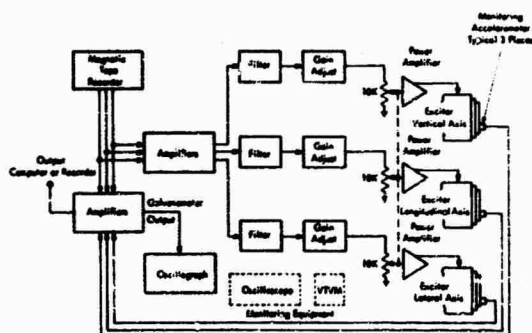 Monitoring
Accelerometer
Typical 3 Places
Magnetic
Tape
Recorder
Filter
Gain
Adjust
Power
Amplifier
10K
Exciter
Vertical Axis
Output
Computer or Recorder
Amplifiers
Filter
Gain
Adjust
Power
Amplifier
10K
Exciter
Longitudinal Axis
Amplifiers
Galvanometer
Output
Filter
Gain
Adjust
Power
Amplifier
10K
Exciter
Lateral Axis
Oscillograph
Oscilloscope
VTVM
Monitoring Equipment